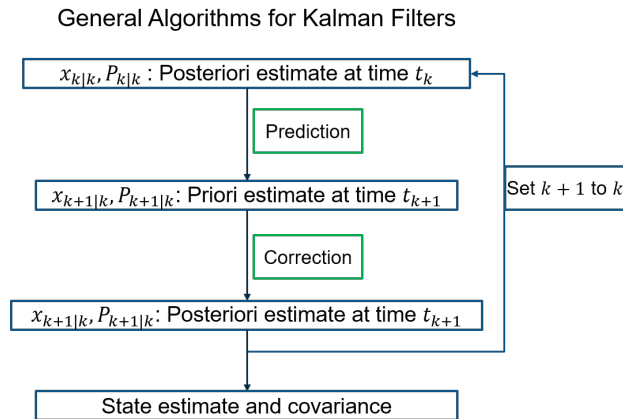 General Algorithms for Kalman Filters
x_{k|k}, P_{k|k} : Posteriori estimate at time t_k
Prediction
x_{k+1|k}, P_{k+1|k}: Priori estimate at time t_{k+1}
Set k + 1 to k
Correction
x_{k+1|k}, P_{k+1|k}: Posteriori estimate at time t_{k+1}
State estimate and covariance